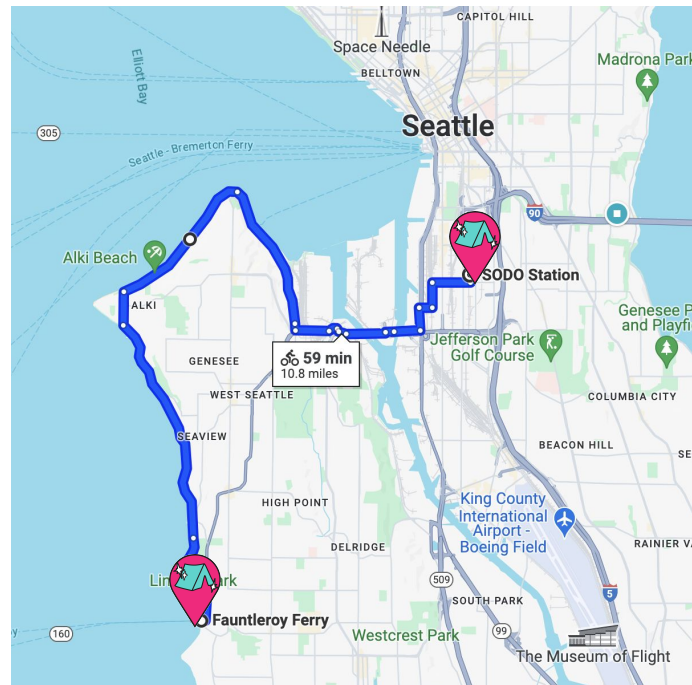 CAPITOL HILL
Space Needle
Madrona Park
BELLTOWN
Elliott Bay
Seattle
305
Seattle - Bremerton Ferry
90
Alki Beach
SODO Station
ALKI
Genesee P
and Playfi
Jefferson Park
Golf Course
59 min
10.8 miles
GENESEE
WEST SEATTLE
COLUMBIA CITY
SEAVIEW
BEACON HILL
SE
HIGH POINT
King County
International
Airport -
Boeing Field
DELRIDGE
RAINIER VA
509
5
Lin ark
SOUTH PARK
Fauntleroy Ferry
160
Westcrest Park
99
The Museum of Flight